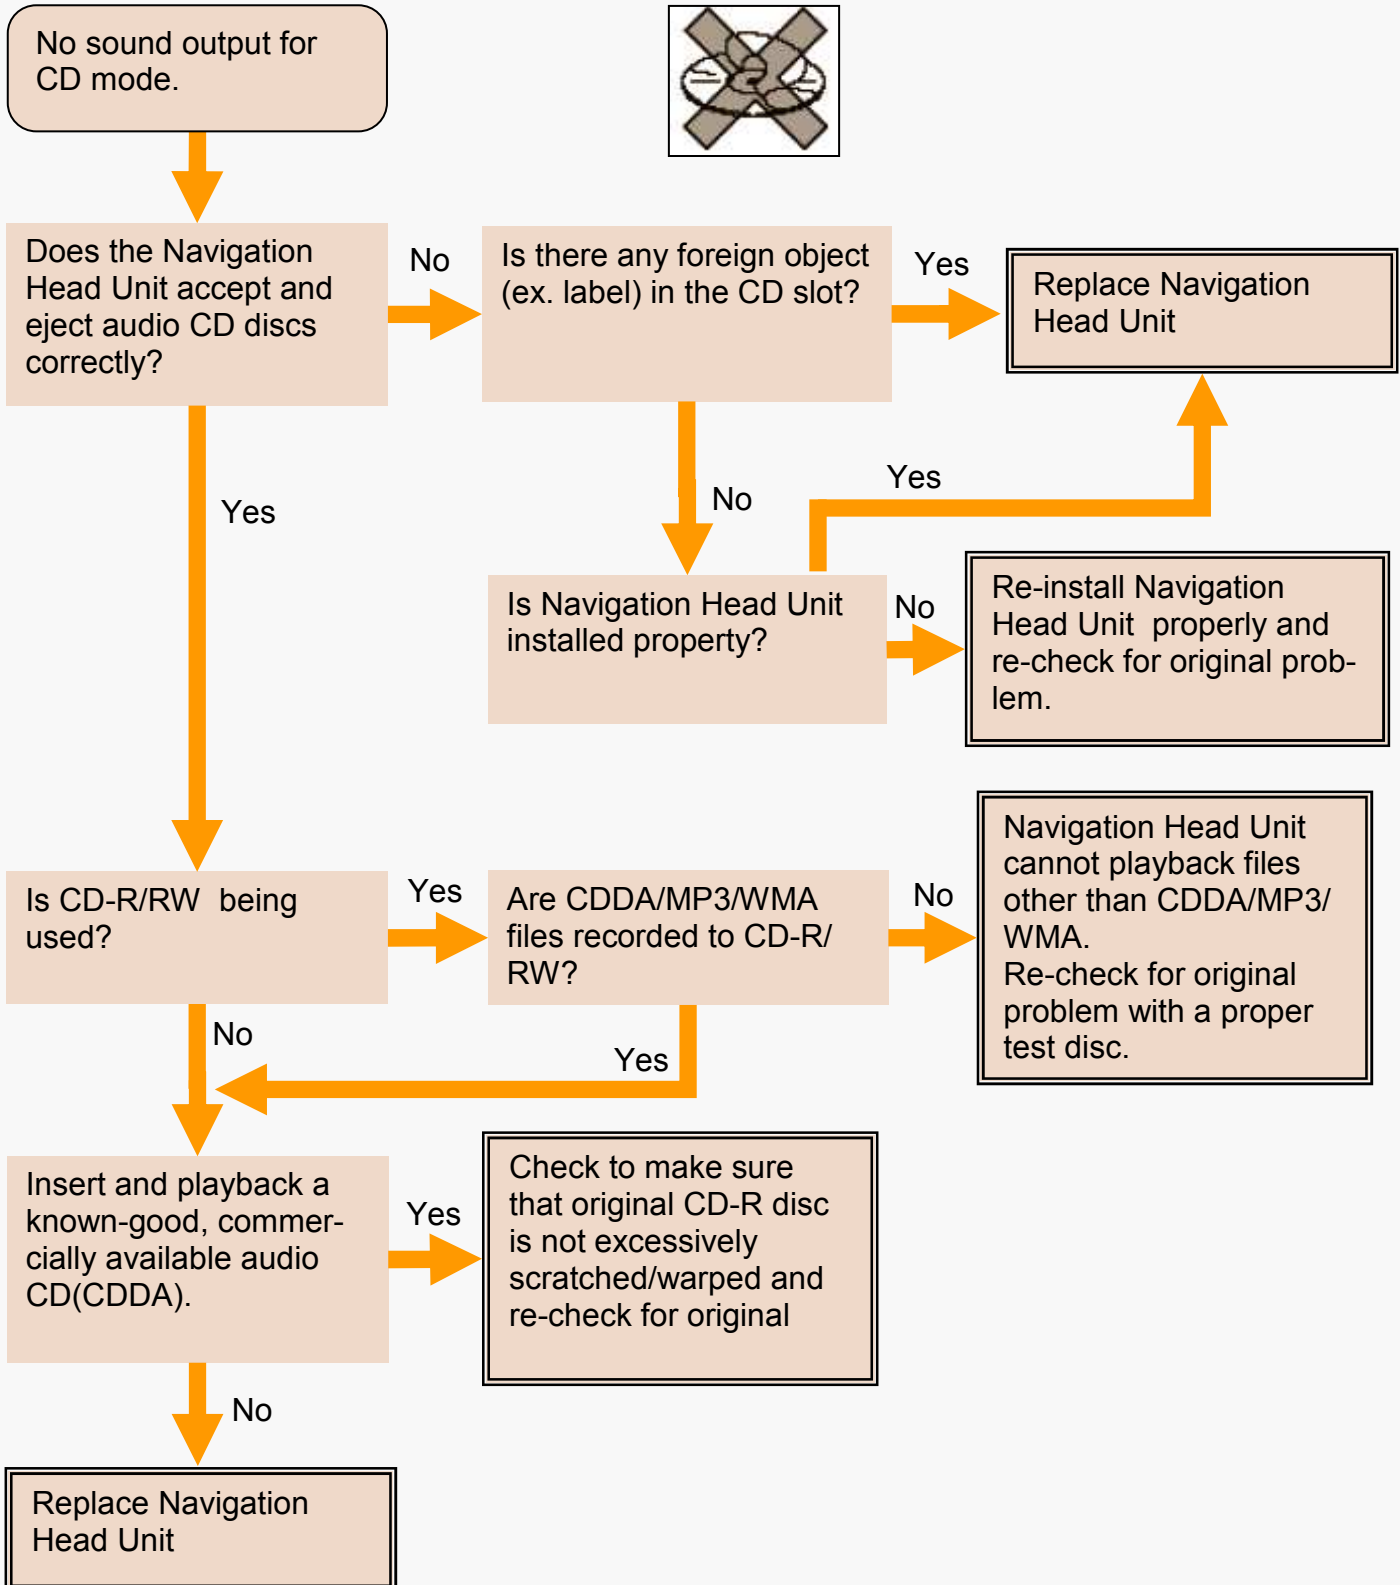 No sound output for
CD mode.
Does the Navigation
Head Unit accept and
eject audio CD discs
correctly?
No
Is there any foreign object
(ex. label) in the CD slot?
Yes
Replace Navigation
Head Unit
Yes
No
Yes
Is Navigation Head Unit
installed property?
No
Re-install Navigation
Head Unit  properly and
re-check for original prob-
lem.
Is CD-R/RW  being
used?
Yes
Are CDDA/MP3/WMA
files recorded to CD-R/
RW?
No
Navigation Head Unit
cannot playback files
other than CDDA/MP3/
WMA.
Re-check for original
problem with a proper
test disc.
No
Yes
Insert and playback a
known-good, commer-
cially available audio
CD(CDDA).
Yes
Check to make sure
that original CD-R disc
is not excessively
scratched/warped and
re-check for original
No
Replace Navigation
Head Unit